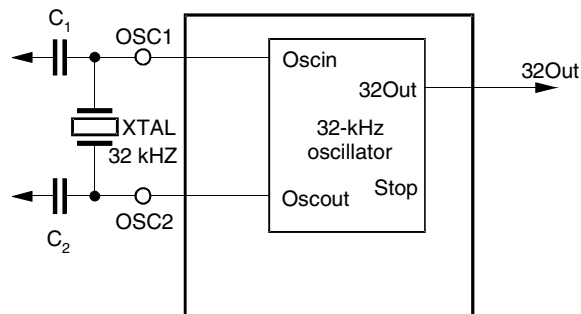 C1
OSC1
Oscin
32Out
32Out
XTAL
32 kHZ
32-kHz
oscillator
Stop
Oscout
OSC2
C2